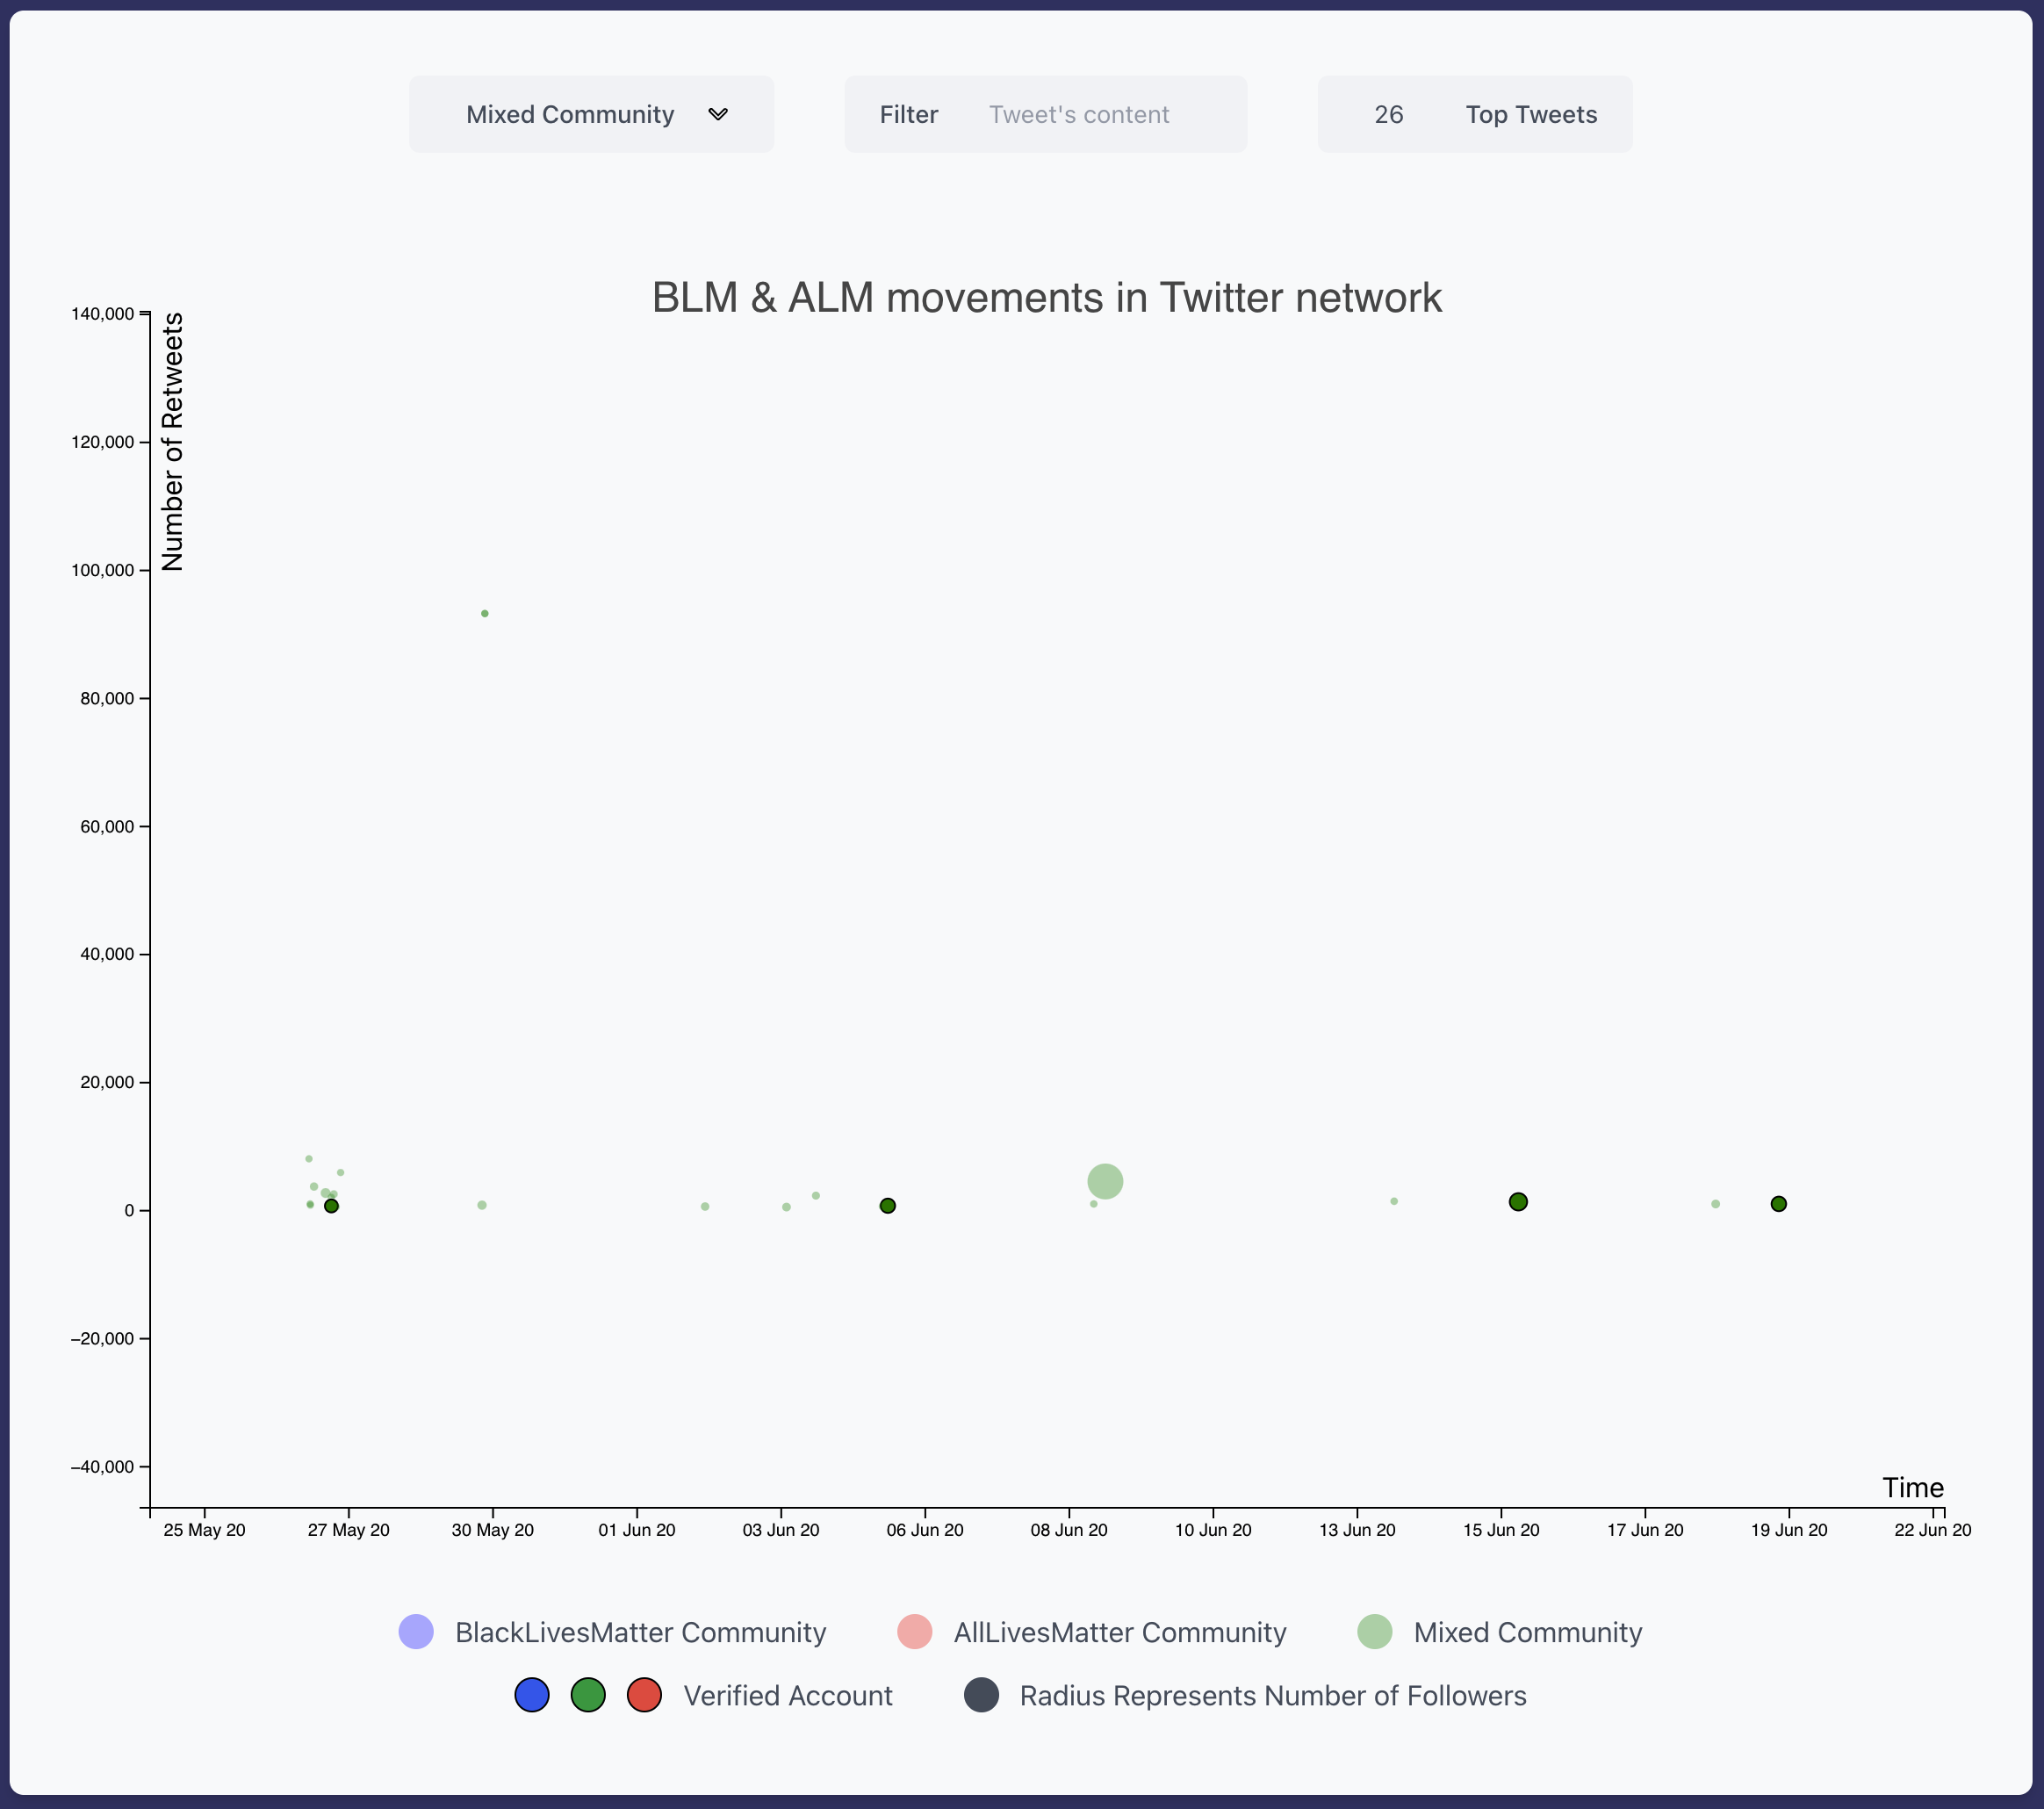 Mixed Community
Filter Tweet's content
26 Top Tweets
BLM & ALM movements in Twitter network
Number of Retweets
140,000
120,000
100,000
80,000
60,000
40,000
20,000
0
−20,000
−40,000
Time
25 May 20 27 May 20 30 May 20 01 Jun 20 03 Jun 20 06 Jun 20 08 Jun 20 10 Jun 20 13 Jun 20 15 Jun 20 17 Jun 20 19 Jun 20 22 Jun 20
BlackLivesMatter Community AllLivesMatter Community Mixed Community
Verified Account Radius Represents Number of Followers